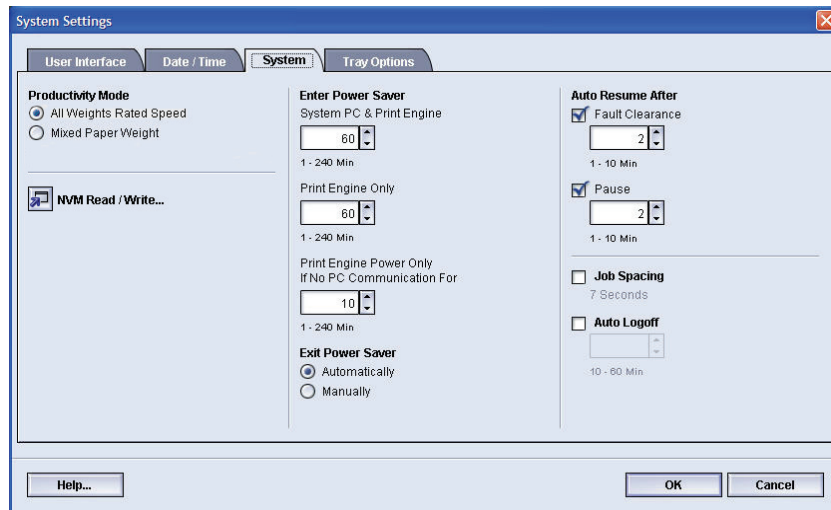 System Settings
User Interface
Date / Time
System
Tray Options
Productivity Mode
All Weights Rated Speed
Mixed Paper Weight
NVM Read / Write...
Enter Power Saver
System PC & Print Engine
60
1 - 240 Min
Print Engine Only
60
1 - 240 Min
Print Engine Power Only
If No PC Communication For
10
1 - 240 Min
Exit Power Saver
Automatically
Manually
Auto Resume After
Fault Clearance
2
1 - 10 Min
Pause
2
1 - 10 Min
Job Spacing
7 Seconds
Auto Logoff
10 - 60 Min
Help...
OK
Cancel